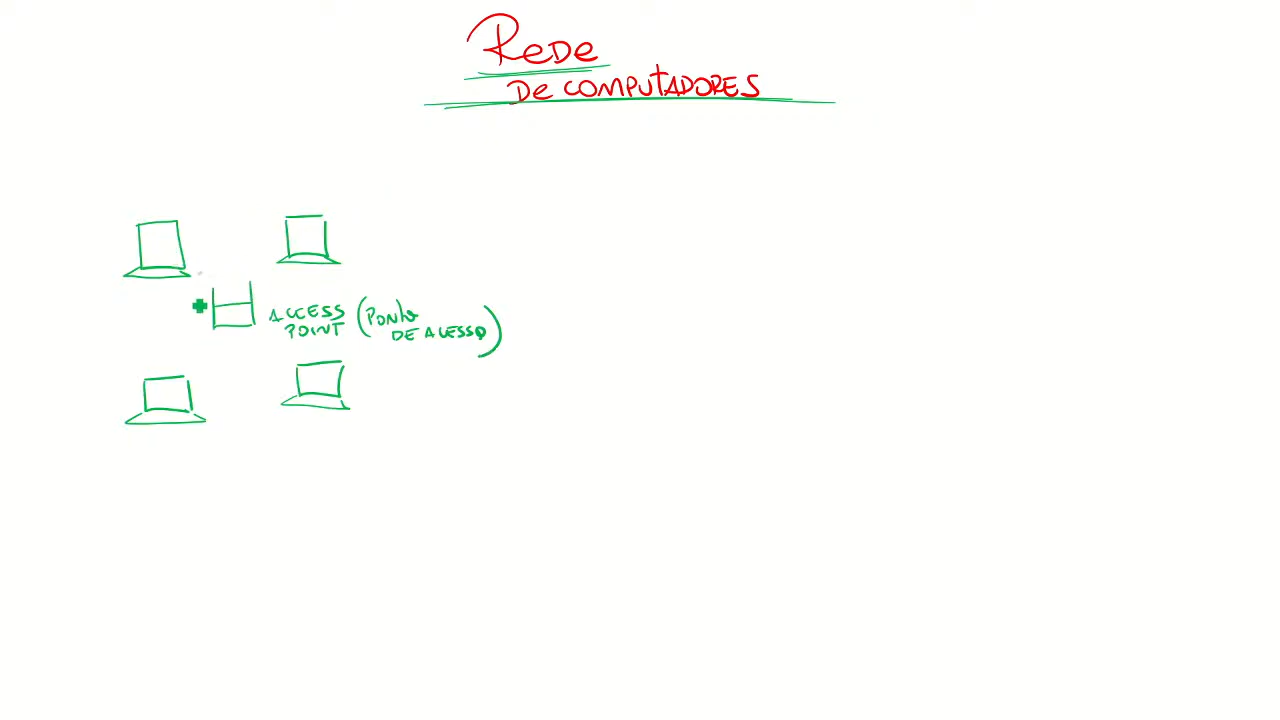 ReDe
De COMPUtADORES
ACCESS
POINT
(Ponto
DE ACESSO)